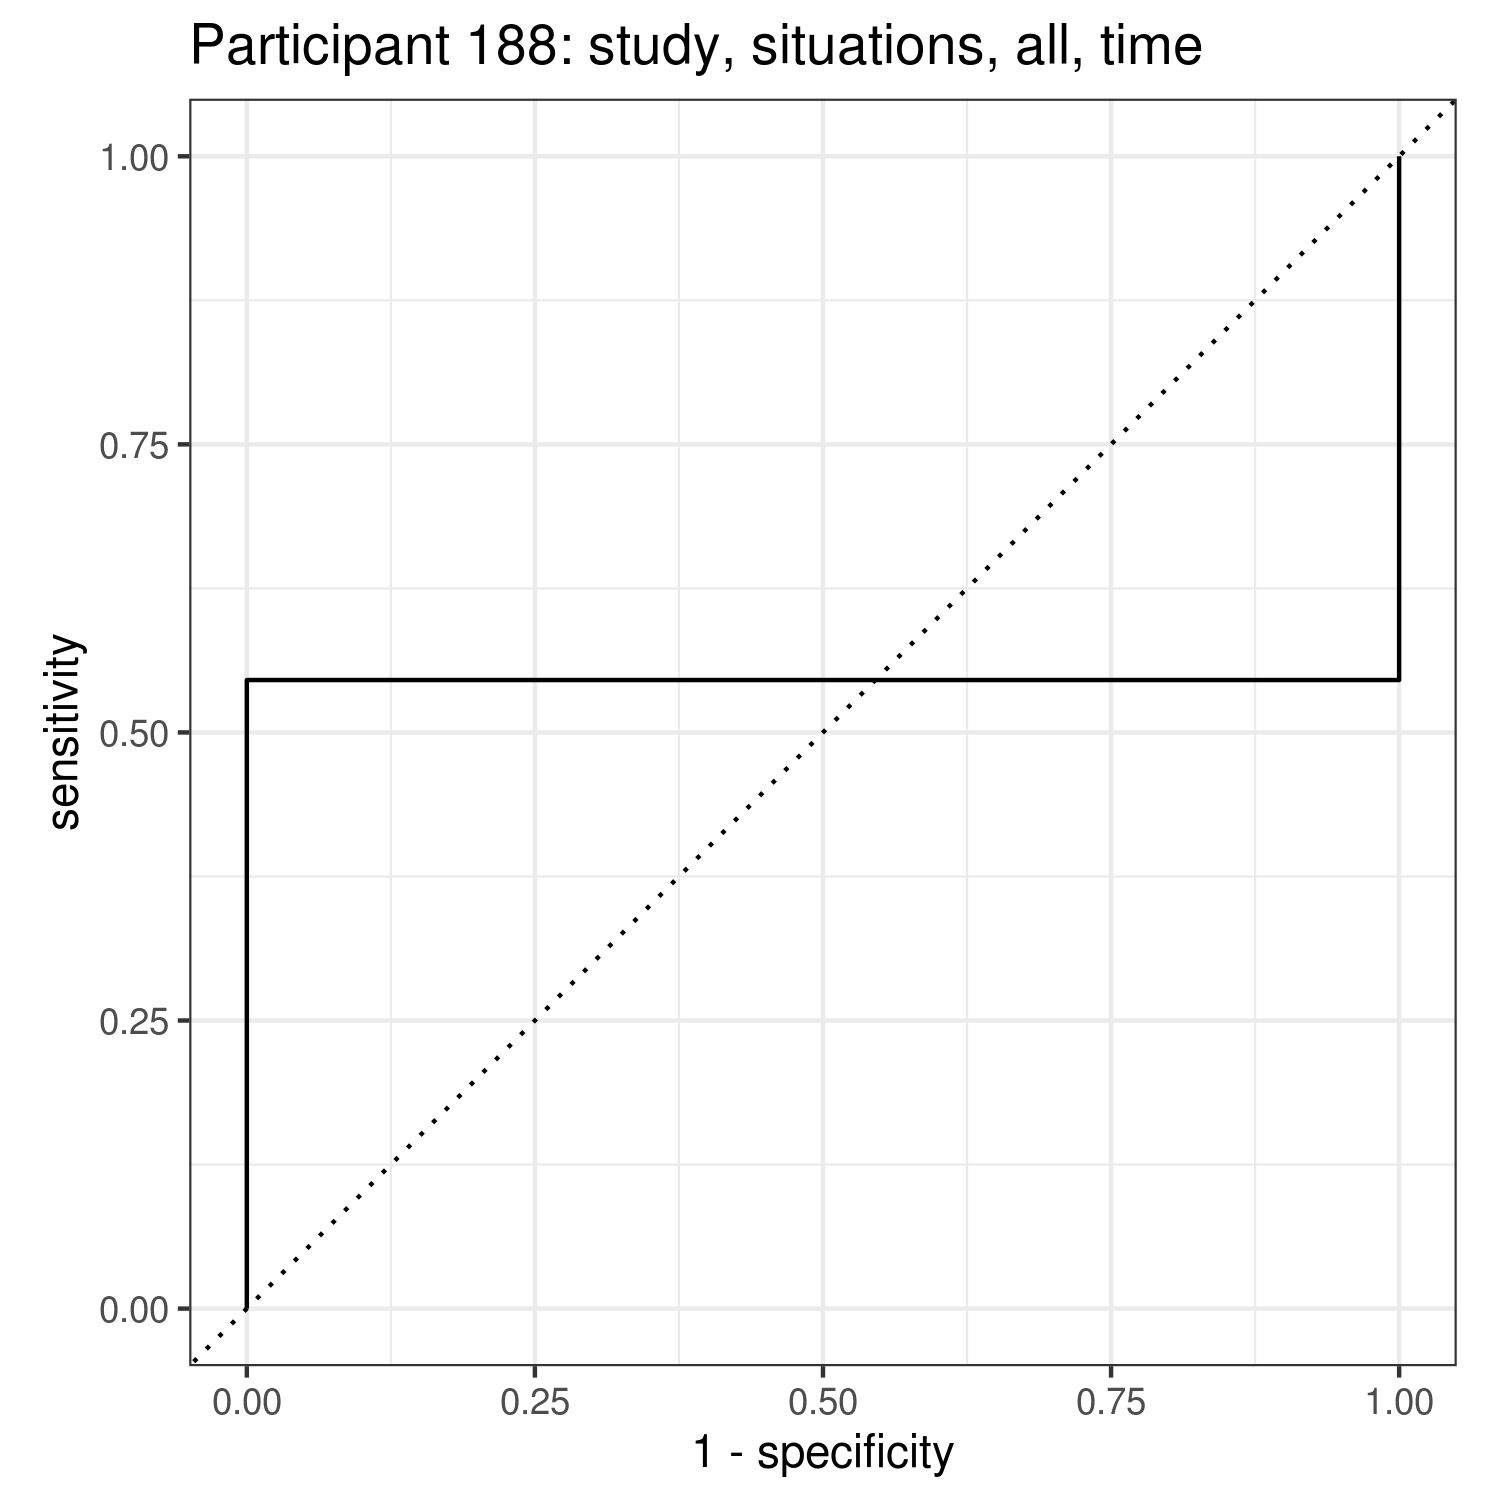 Participant 188: study, situations, all, time
1.00
0.75
0.50
0.25
0.00
sensitivity
0.00 0.25 0.50 0.75 1.00
1 - specificity